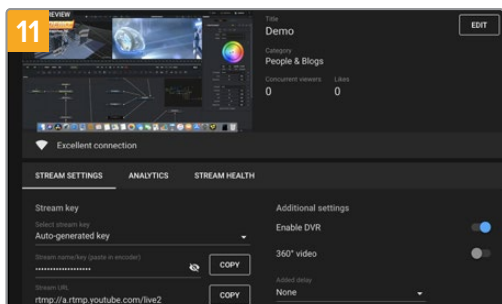 11
PREVIEW
Title
Demo
EDIT
Category
People & Blogs
Concurrent viewers Likes
0 0
Excellent connection
STREAM SETTINGS ANALYTICS STREAM HEALTH
Stream key
Select stream key
Auto-generated key
Stream name/key (paste in encoder)
•••••••••••••••••••
COPY
Stream URL
rtmp://a.rtmp.youtube.com/live2
COPY
Additional settings
Enable DVR
360° video
Added delay
None